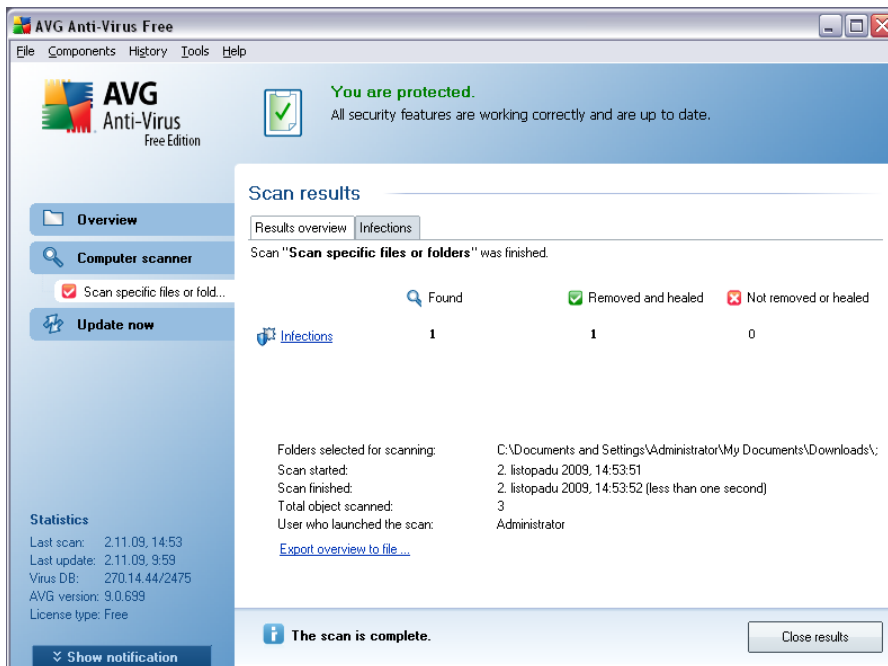 AVG Anti-Virus Free
File Components History Tools Help
AVG
Anti-Virus
Free Edition
You are protected.
All security features are working correctly and are up to date.
Overview
Computer scanner
Scan specific files or fold...
Update now
Scan results
Results overview Infections
Scan "Scan specific files or folders" was finished.
Found Removed and healed Not removed or healed
Infections 1 1 0
Folders selected for scanning: C:\Documents and Settings\Administrator\My Documents\Downloads\;
Scan started: 2. listopadu 2009, 14:53:51
Scan finished: 2. listopadu 2009, 14:53:52 (less than one second)
Total object scanned: 3
User who launched the scan: Administrator
Export overview to file ...
Statistics
Last scan: 2.11.09, 14:53
Last update: 2.11.09, 9:59
Virus DB: 270.14.44/2475
AVG version: 9.0.699
License type: Free
Show notification
The scan is complete.
Close results